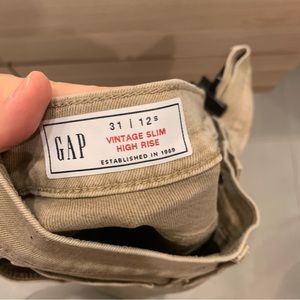 GAP
31 | 12s
VINTAGE SLIM
HIGH RISE
ESTABLISHED IN 1969